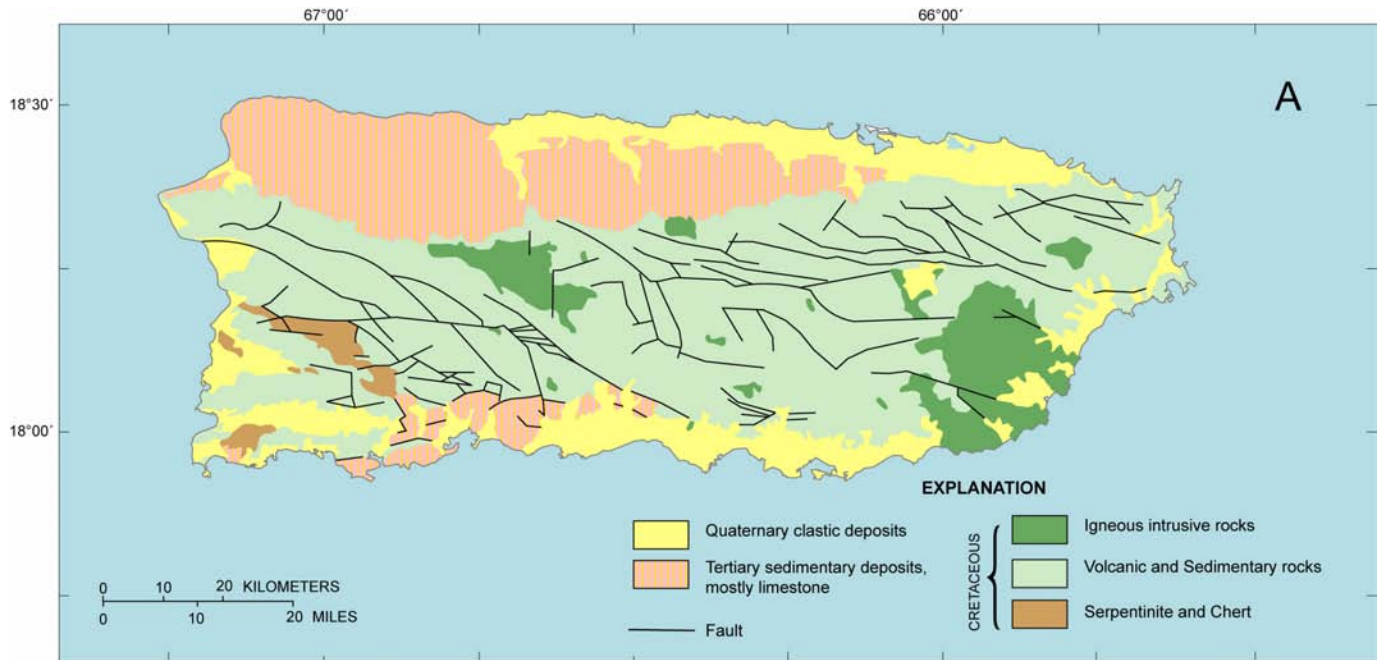 67°00´ 66°00´
18°30´
A
18°00´
EXPLANATION
Quaternary clastic deposits
Tertiary sedimentary deposits,
mostly limestone
Fault
CRETACEOUS
Igneous intrusive rocks
Volcanic and Sedimentary rocks
Serpentinite and Chert
0 10 20 KILOMETERS
0 10 20 MILES